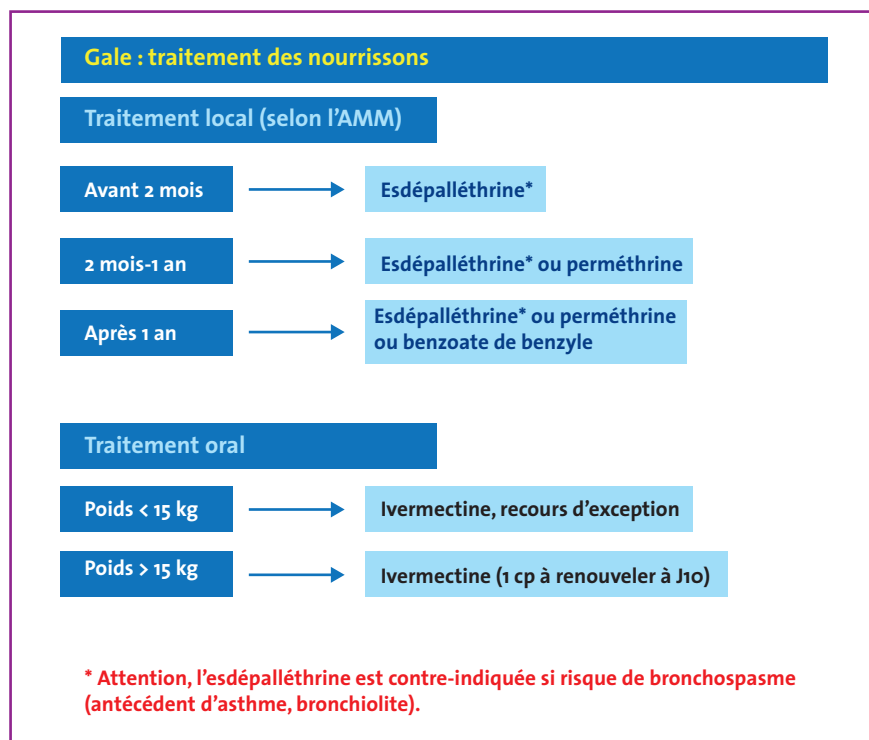 Gale : traitement des nourrissons
Traitement local (selon l’AMM)
Avant 2 mois
Esdépalléthrine*
2 mois-1 an
Esdépalléthrine* ou perméthrine
Après 1 an
Esdépalléthrine* ou perméthrine
ou benzoate de benzyle
Traitement oral
Poids < 15 kg
Ivermectine, recours d’exception
Poids > 15 kg
Ivermectine (1 cp à renouveler à J10)
* Attention, l’esdépalléthrine est contre-indiquée si risque de bronchospasme
(antécédent d’asthme, bronchiolite).